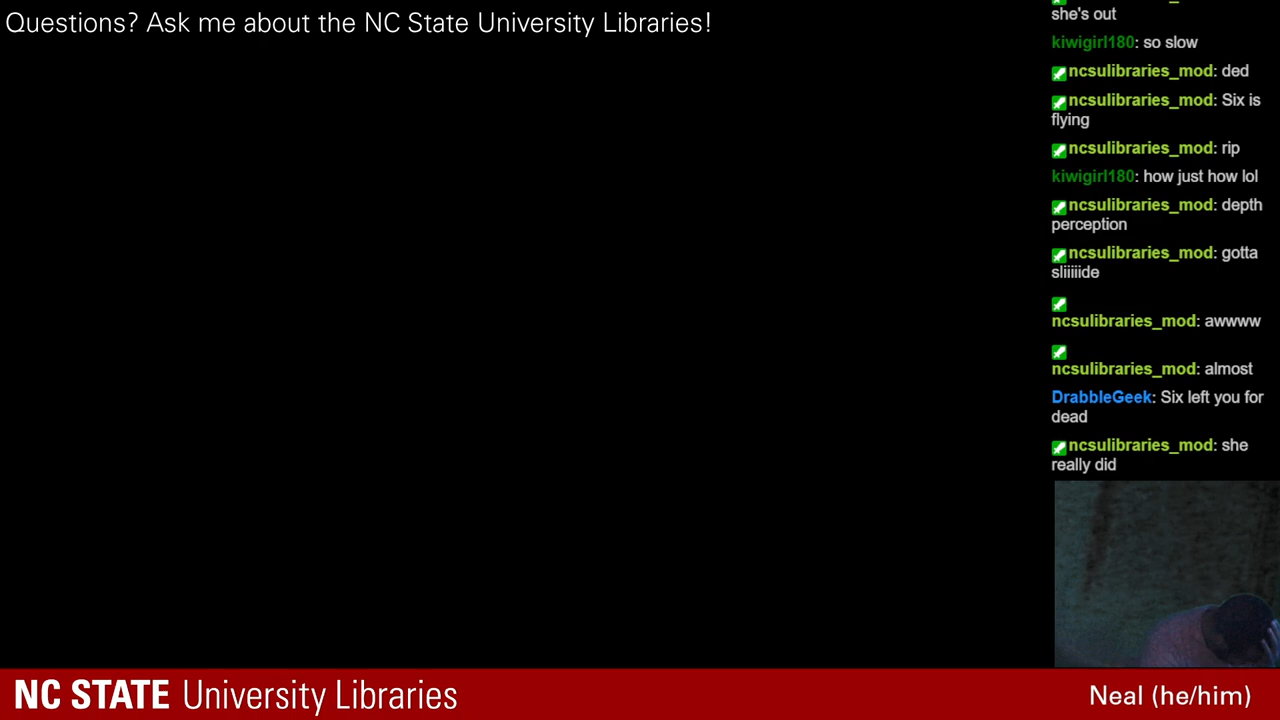 Questions? Ask me about the NC State University Libraries!
she's out
kiwigirl180: so slow
ncsulibraries_mod: ded
ncsulibraries_mod: Six is
flying
ncsulibraries_mod: rip
kiwigirl180: how just how lol
ncsulibraries_mod: depth
perception
ncsulibraries_mod: gotta
sliiiiide
ncsulibraries_mod: awwww
ncsulibraries_mod: almost
DrabbleGeek: Six left you for
dead
ncsulibraries_mod: she
really did
NC STATE University Libraries
Neal (he/him)